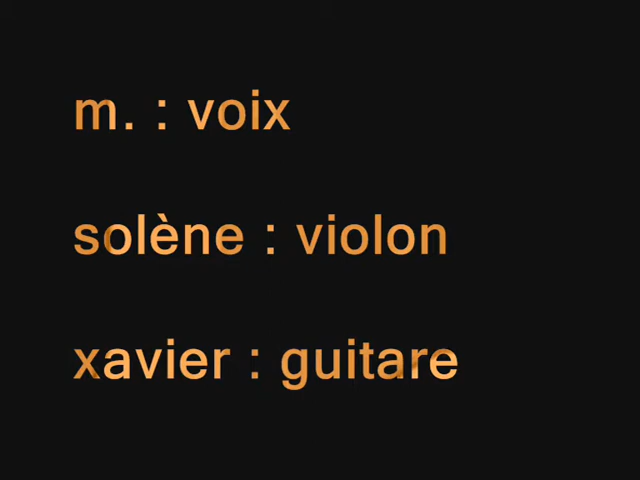 m. : voix
solène : violon
xavier : guitare